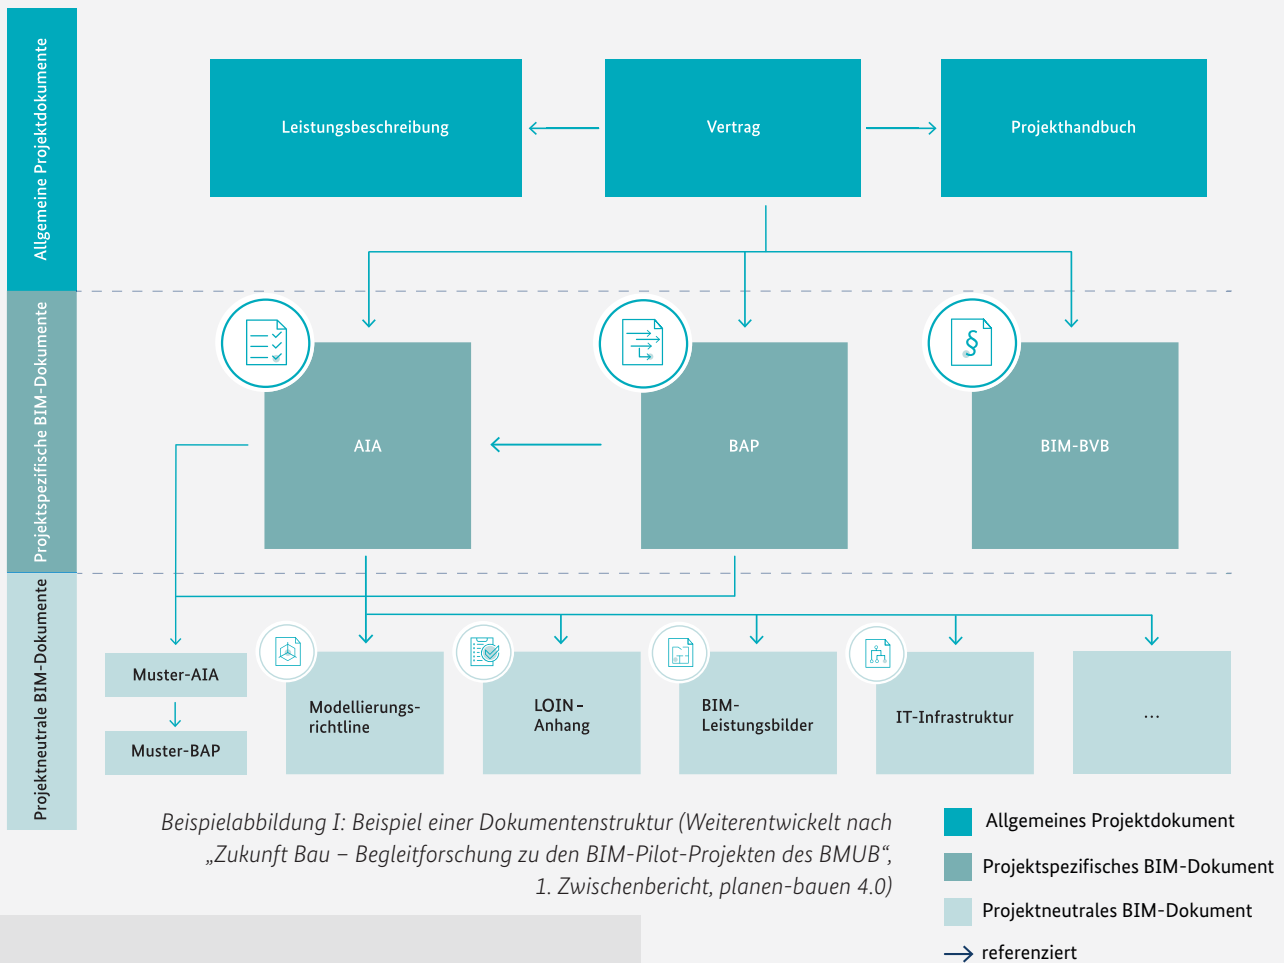 Allgemeine Projektdokumente
Leistungsbeschreibung
Vertrag
Projekthandbuch
Projektspezifische BIM-Dokumente
AIA
BAP
§
BIM-BVB
Projektneutrale BIM-Dokumente
Muster-AIA
Muster-BAP
Modellierungs-
richtline
LOIN-
Anhang
BIM-
Leistungsbilder
IT-Infrastruktur
...
Beispielabbildung I: Beispiel einer Dokumentenstruktur (Weiterentwickelt nach
„Zukunft Bau – Begleitforschung zu den BIM-Pilot-Projekten des BMUB“,
1. Zwischenbericht, planen-bauen 4.0)
Allgemeines Projektdokument
Projektspezifisches BIM-Dokument
Projektneutrales BIM-Dokument
referenziert